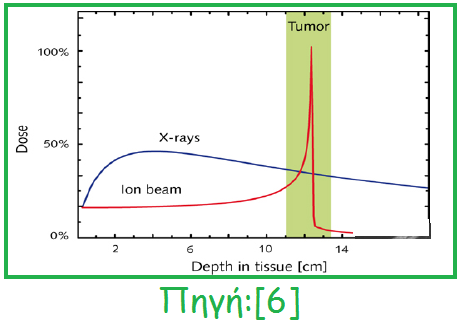 Tumor
100%
X-rays
50%
Dose
Ion beam
0%
2
6
10
14
Depth in tissue [cm]
Πηγή:[6]